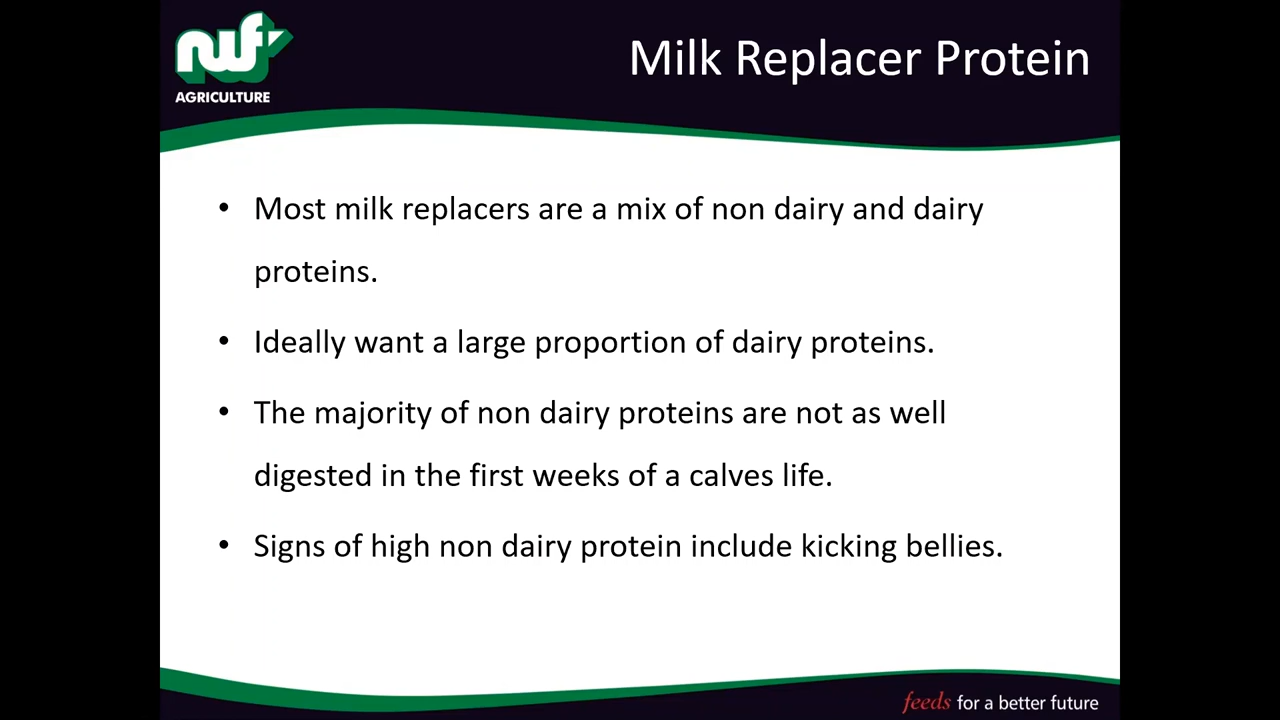 nwf
AGRICULTURE
Milk Replacer Protein
• Most milk replacers are a mix of non dairy and dairy
proteins.
• Ideally want a large proportion of dairy proteins.
• The majority of non dairy proteins are not as well
digested in the first weeks of a calves life.
• Signs of high non dairy protein include kicking bellies.
feeds for a better future